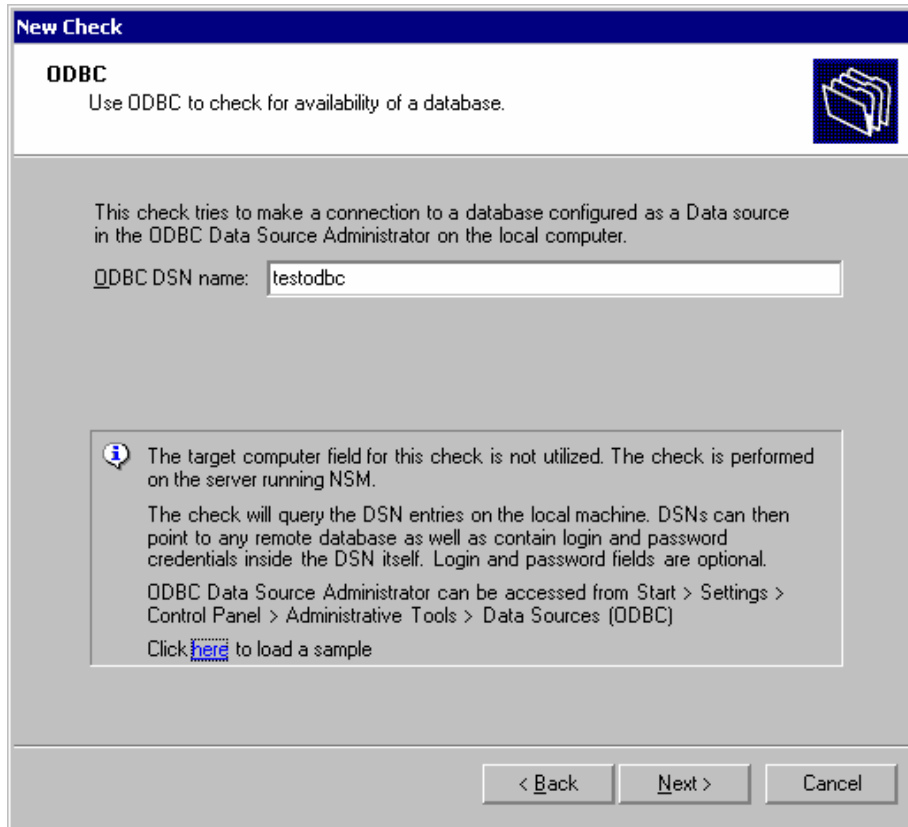 New Check
ODBC
Use ODBC to check for availability of a database.
This check tries to make a connection to a database configured as a Data source
in the ODBC Data Source Administrator on the local computer.
ODBC DSN name: testodbc
The target computer field for this check is not utilized. The check is performed
on the server running NSM.
The check will query the DSN entries on the local machine. DSNs can then
point to any remote database as well as contain login and password
credentials inside the DSN itself. Login and password fields are optional.
ODBC Data Source Administrator can be accessed from Start > Settings >
Control Panel > Administrative Tools > Data Sources (ODBC)
Click here to load a sample
< Back Next > Cancel